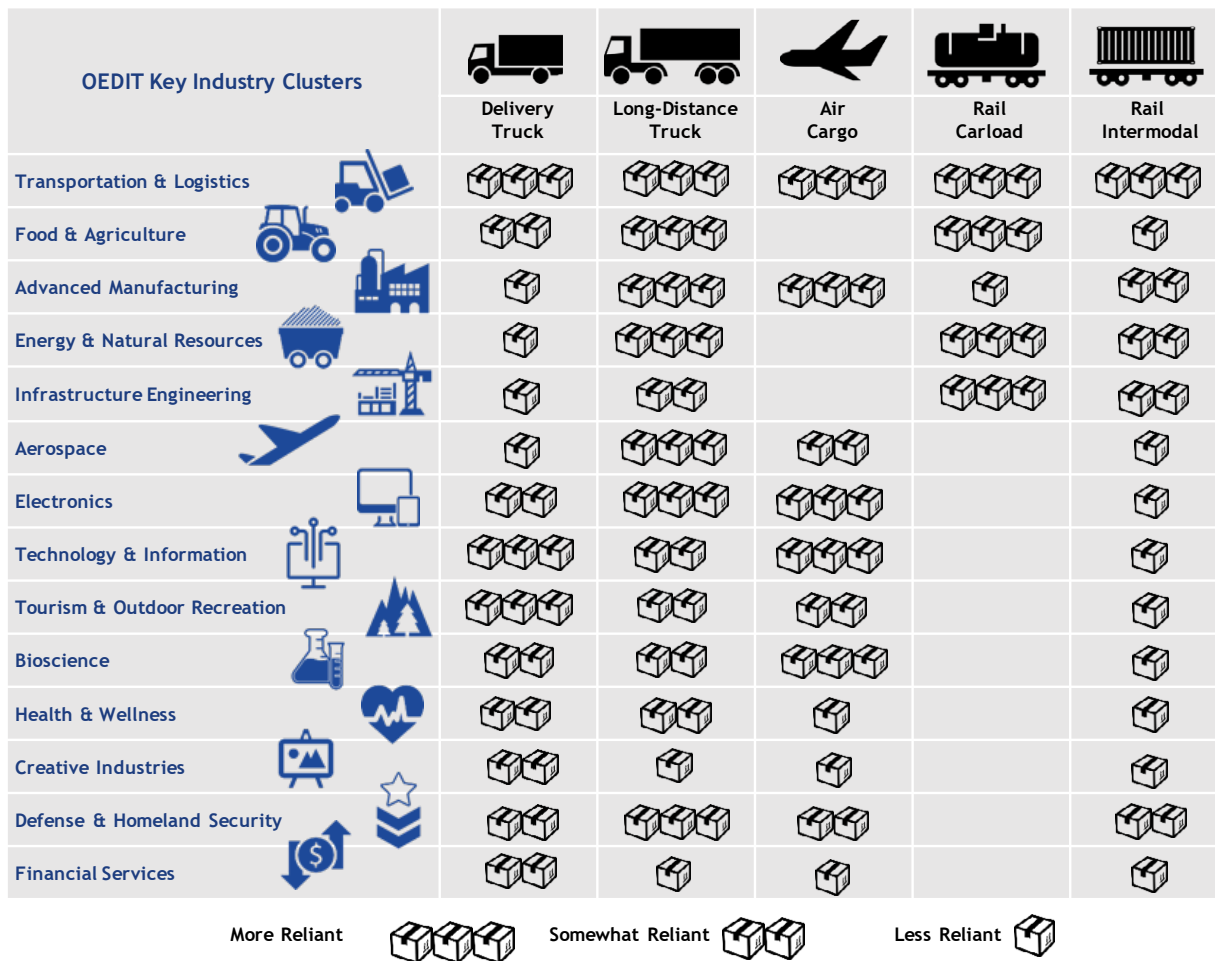 OEDIT Key Industry Clusters
Delivery
Truck
Long-Distance
Truck
Air
Cargo
Rail
Carload
Rail
Intermodal
Transportation & Logistics
Food & Agriculture
Advanced Manufacturing
Energy & Natural Resources
Infrastructure Engineering
Aerospace
Electronics
Technology & Information
Tourism & Outdoor Recreation
Bioscience
Health & Wellness
Creative Industries
Defense & Homeland Security
$
Financial Services
More Reliant
Somewhat Reliant
Less Reliant